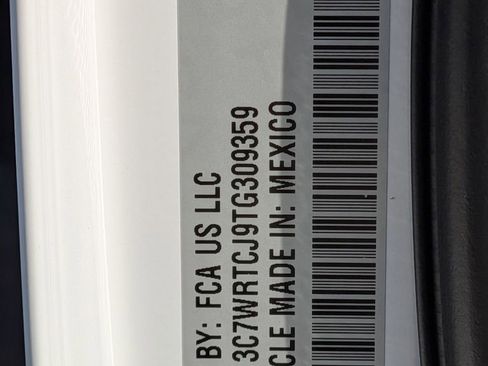 BY: FCA US LLC
3C7WRTCJ9TG309359
CLE MADE IN: MEXICO